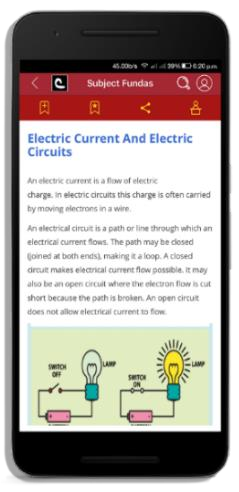 45.00b/s 39% 6:20 p.m
Subject Fundas
Electric Current And Electric
Circuits
An electric current is a flow of electric
charge. In electric circuits this charge is often carried
by moving electrons in a wire.
An electrical circuit is a path or line through which an
electrical current flows. The path may be closed
(joined at both ends), making it a loop. A closed
circuit makes electrical current flow possible. It may
also be an open circuit where the electron flow is cut
short because the path is broken. An open circuit
does not allow electrical current to flow.
SWITCH
OFF
LAMP
SWITCH
ON
LAMP